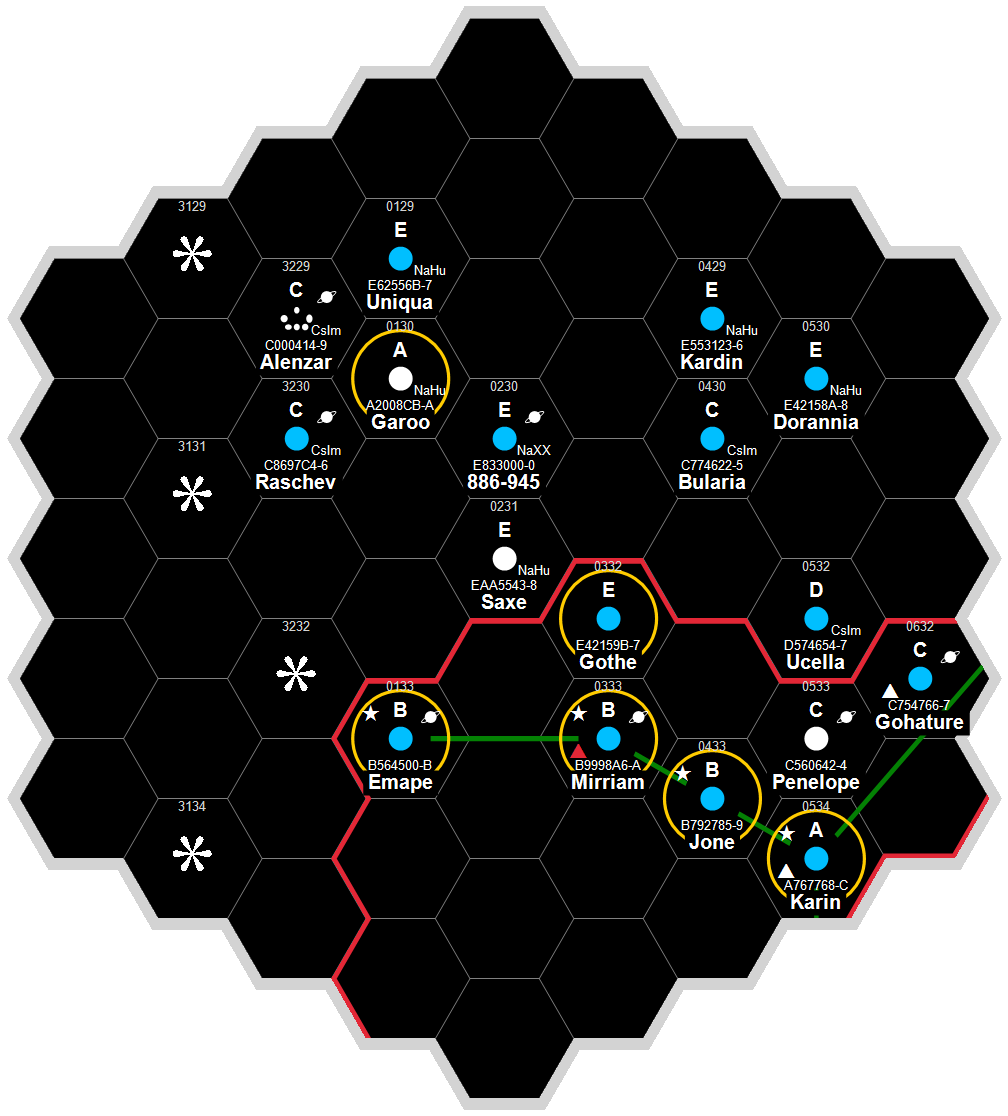 3129
0129
E
NaHu
E62556B-7
Uniqua
3229
C
CsIm
C000414-9
Alenzar
0429
E
NaHu
E553123-6
Kardin
0130
A
NaHu
A2008CB-A
Garoo
0530
E
NaHu
E42158A-8
Dorannia
3230
C
CsIm
C8697C4-6
Raschev
0230
E
NaXX
E833000-0
886-945
0430
C
CsIm
C774622-5
Bularia
3131
0231
E
NaHu
EAA5543-8
Saxe
0332
E
E42159B-7
Gothe
0532
D
CsIm
D574654-7
Ucella
3232
0632
C
C754766-7
Gohature
0133
B
B564500-B
Emape
0333
B
B9998A6-A
Mirriam
0533
C
C560642-4
Penelope
0433
B
B792785-9
Jone
3134
0534
A
A767768-C
Karin